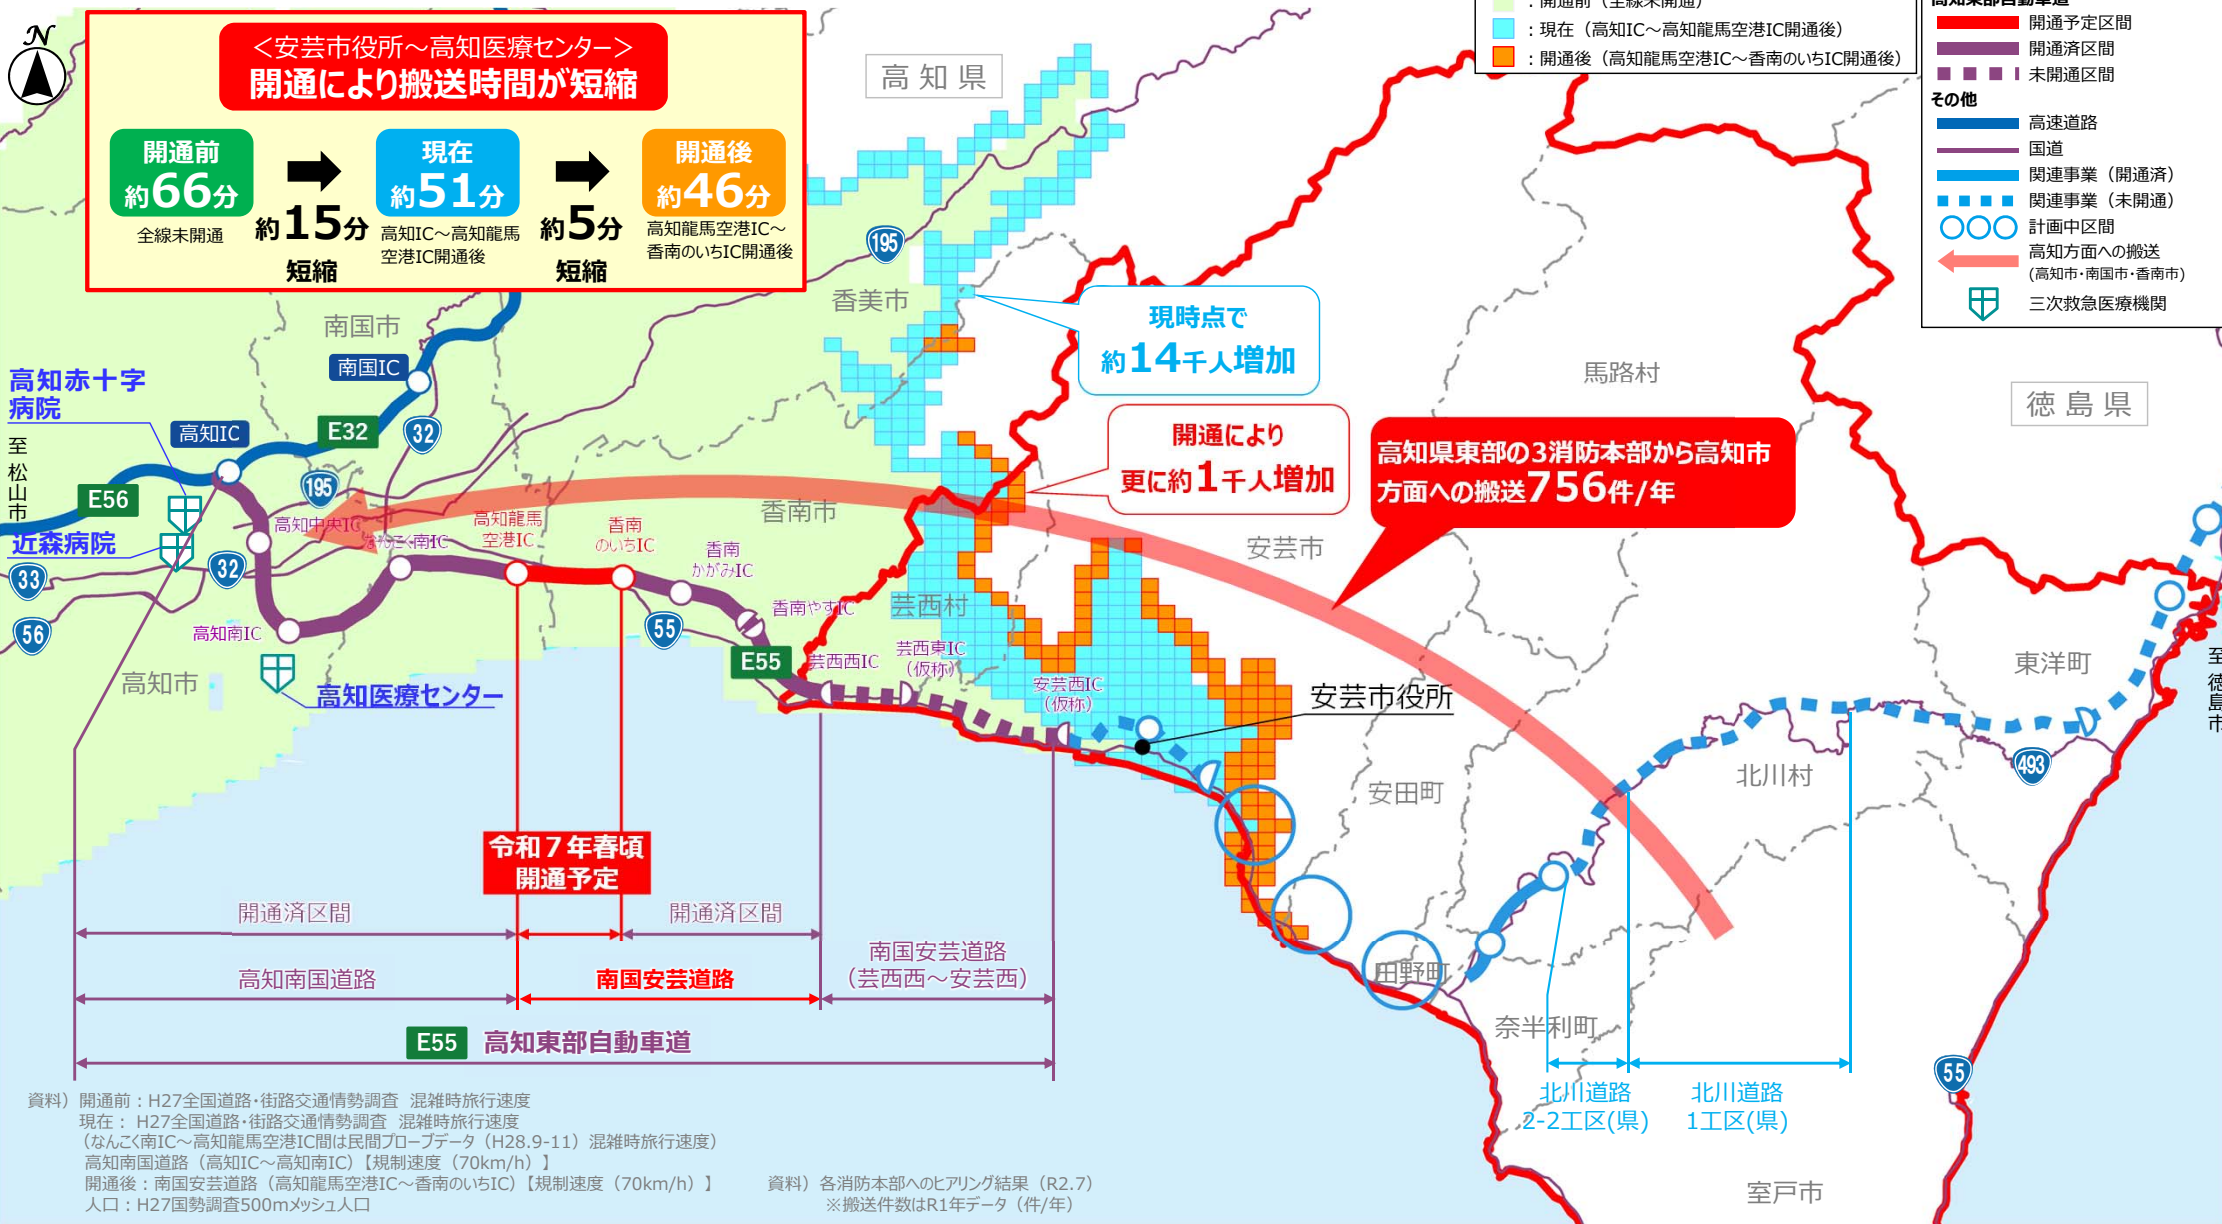 N
＜安芸市役所～高知医療センター＞
開通により搬送時間が短縮
開通前
約66分
全線未開通
約15分
短縮
現在
約51分
高知IC～高知龍馬
空港IC開通後
約5分
短縮
開通後
約46分
高知龍馬空港IC～
香南のいちIC開通後
：開通前（全線未開通）
：現在（高知IC～高知龍馬空港IC開通後）
：開通後（高知龍馬空港IC～香南のいちIC開通後）
高知東部自動車道
開通予定区間
開通済区間
未開通区間
その他
高速道路
国道
関連事業（開通済）
関連事業（未開通）
計画中区間
高知方面への搬送
(高知市・南国市・香南市)
三次救急医療機関
高知県
徳島県
195
香美市
南国市
南国IC
現時点で
約14千人増加
馬路村
高知赤十字
病院
高知IC
E32
32
至松山市
E56
195
開通により
更に約1千人増加
高知県東部の3消防本部から高知市
方面への搬送756件/年
香南市
安芸市
高知中央IC
なんこく南IC
高知龍馬
空港IC
香南
のいちIC
香南
かがみIC
近森病院
33
32
56
高知南IC
55
香南やすIC
芸西村
芸西東IC
(仮称)
E55
芸西西IC
安芸西IC
(仮称)
高知市
高知医療センター
安芸市役所
東洋町
至徳島市
493
北川村
安田町
田野町
奈半利町
令和７年春頃
開通予定
開通済区間
開通済区間
高知南国道路
南国安芸道路
南国安芸道路
(芸西西～安芸西)
E55 高知東部自動車道
北川道路
2-2工区(県)
北川道路
1工区(県)
55
室戸市
資料）開通前：H27全国道路・街路交通情勢調査 混雑時旅行速度
現在： H27全国道路・街路交通情勢調査 混雑時旅行速度
（なんこく南IC～高知龍馬空港IC間は民間プローブデータ（H28.9-11）混雑時旅行速度）
高知南国道路（高知IC～高知南IC）【規制速度（70km/h）】
開通後：南国安芸道路（高知龍馬空港IC～香南のいちIC）【規制速度（70km/h）】
人口：H27国勢調査500mメッシュ人口
資料）各消防本部へのヒアリング結果（R2.7）
※搬送件数はR1年データ（件/年）